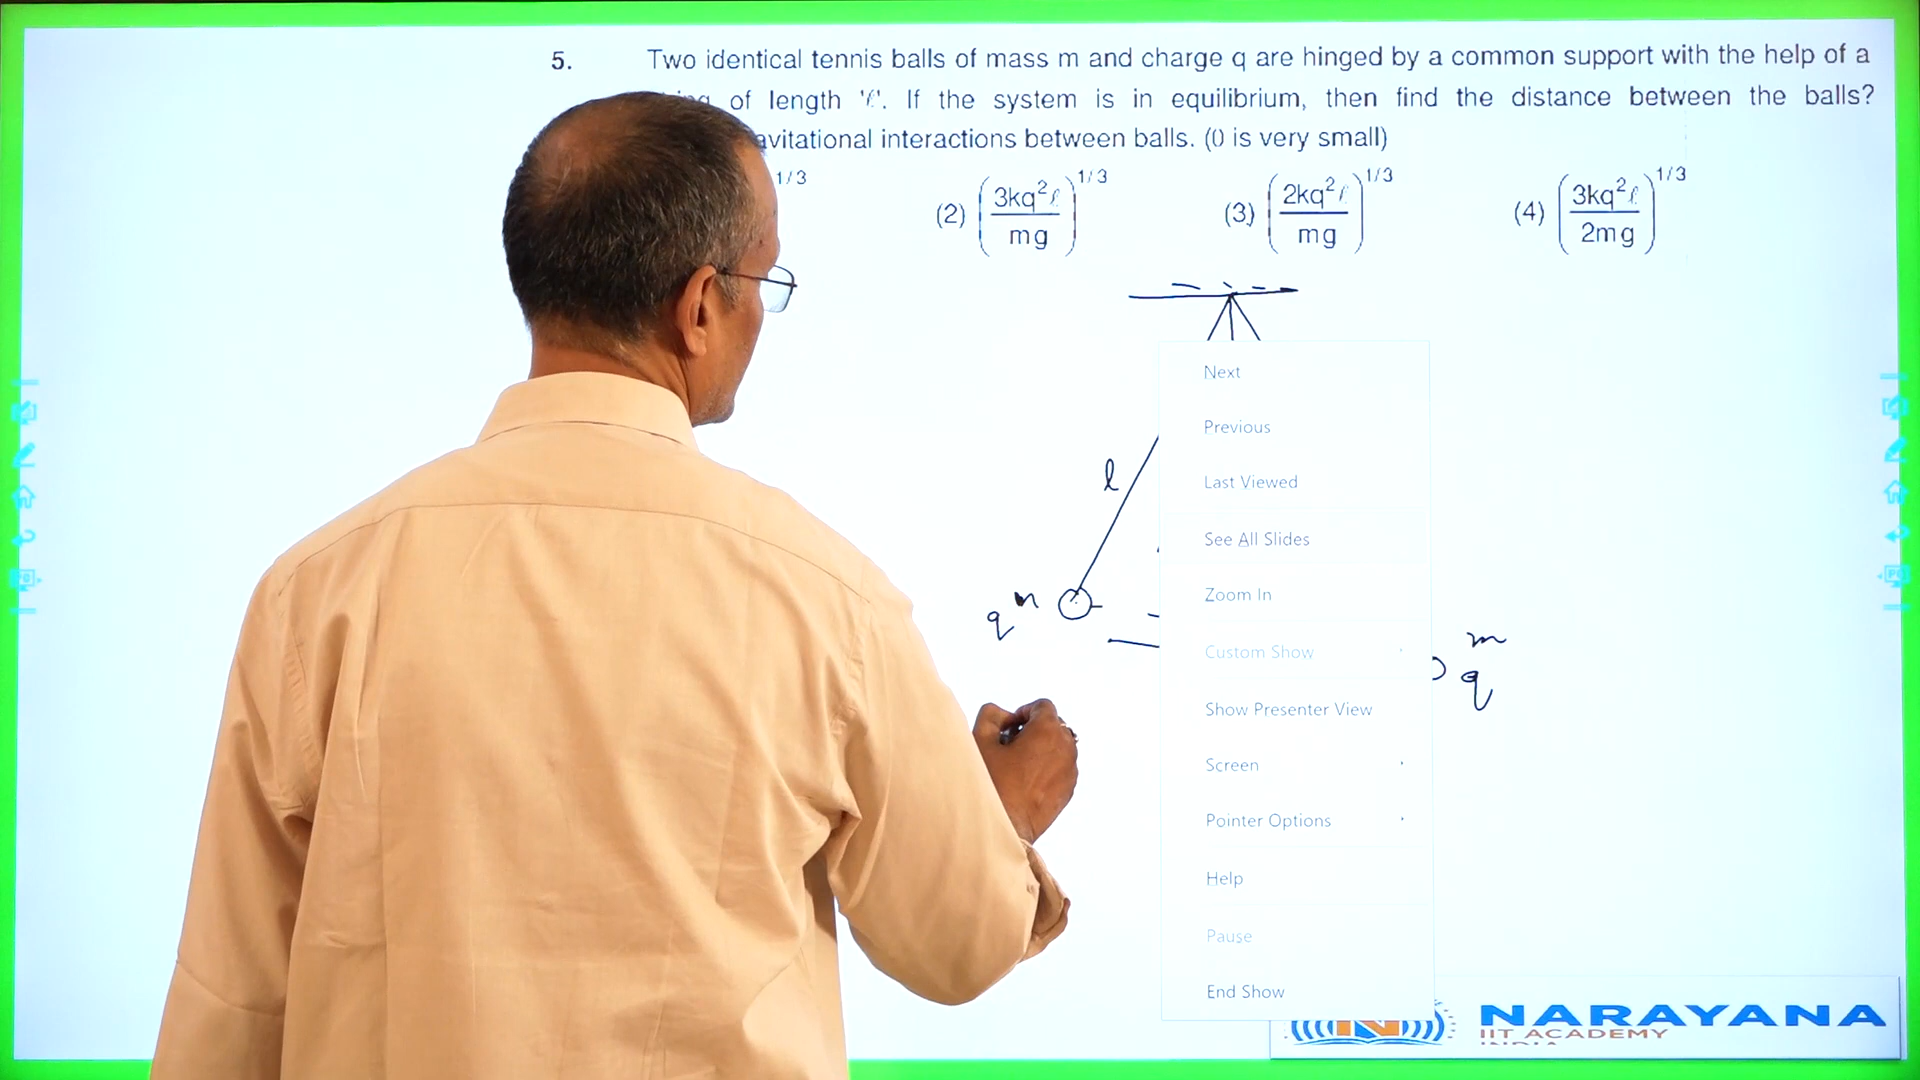 5. Two identical tennis balls of mass m and charge q are hinged by a common support with the help of a
of length 'ℓ'. If the system is in equilibrium, then find the distance between the balls?
avitational interactions between balls. (θ is very small)
1/3 (2) (3kq²ℓ/mg)^1/3 (3) (2kq²ℓ/mg)^1/3 (4) (3kq²ℓ/2mg)^1/3
Next
Previous
Last Viewed
l
See All Slides
Zoom In
q m
Custom Show
m
q
Show Presenter View
Screen
Pointer Options
Help
Pause
End Show
NARAYANA
IIT ACADEMY
INDIA